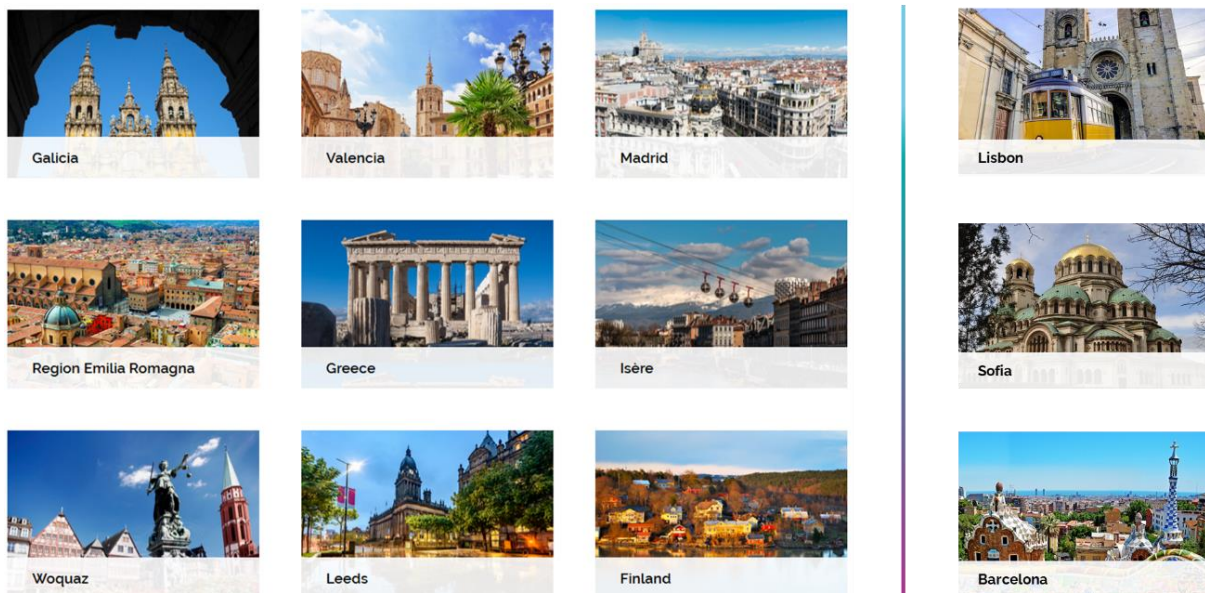 Galicia
Valencia
Madrid
Lisbon
Region Emilia Romagna
Greece
Isère
Sofia
Woquaz
Leeds
Finland
Barcelona